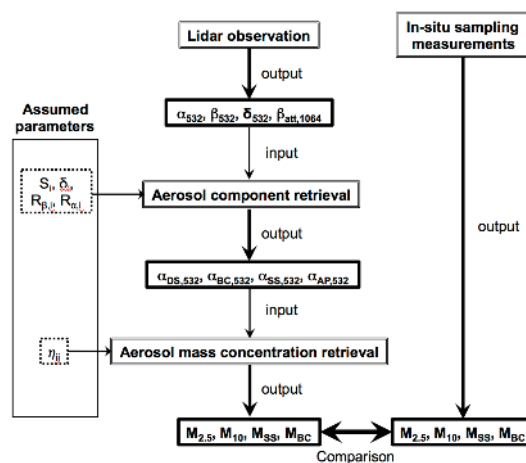 Lidar observation
In-situ sampling
measurements
output
Assumed
parameters
α532, β532, δ532, βatt,1064
input
Si, δi,
Rβ,i, Rα,i
Aerosol component retrieval
output
output
αDS,532, αBC,532, αSS,532, αAP,532
input
ηij
Aerosol mass concentration retrieval
output
M2.5, M10, MSS, MBC
M2.5, M10, MSS, MBC
Comparison